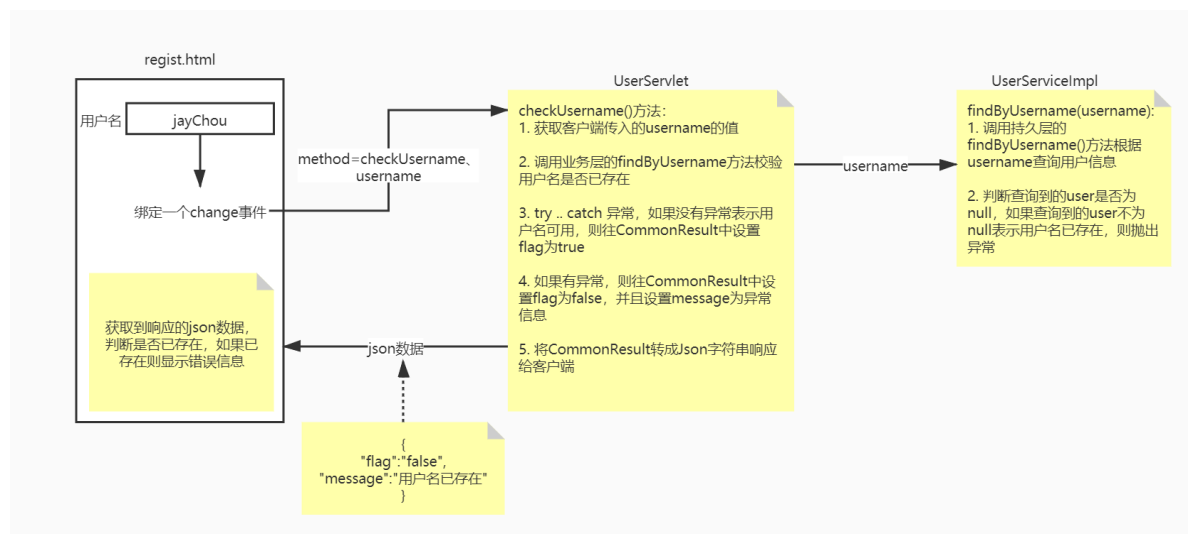 regist.html
用户名
jayChou
绑定一个change事件
获取到响应的json数据，
判断是否已存在，如果已
存在则显示错误信息
method=checkUsername、
username
json数据
{
"flag":"false",
"message":"用户名已存在"
}
UserServlet
checkUsername()方法：
1. 获取客户端传入的username的值
2. 调用业务层的findByUsername方法校验
用户名是否已存在
3. try .. catch 异常，如果没有异常表示用
户名可用，则往CommonResult中设置
flag为true
4. 如果有异常，则往CommonResult中设
置flag为false，并且设置message为异常
信息
5. 将CommonResult转成Json字符串响应
给客户端
username
UserServiceImpl
findByUsername(username):
1. 调用持久层的
findByUsername()方法根据
username查询用户信息
2. 判断查询到的user是否为
null，如果查询到的user不为
null表示用户名已存在，则抛出
异常